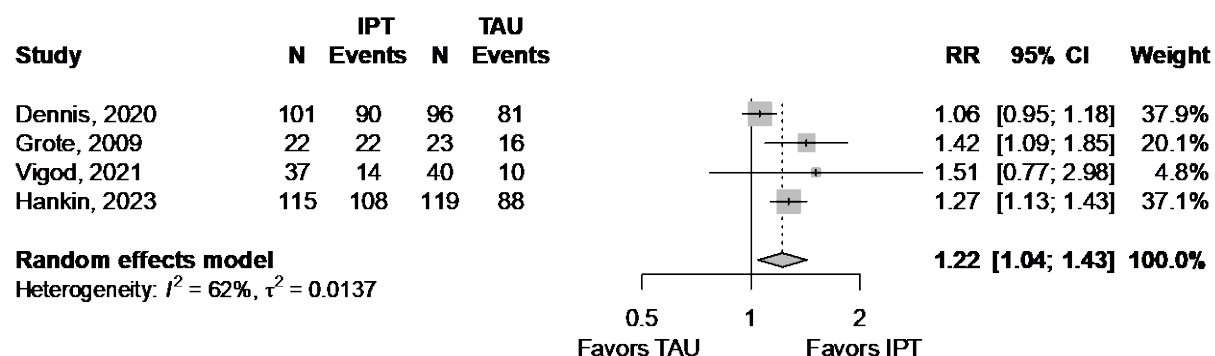 IPT TAU
Study N Events N Events RR 95% CI Weight
Dennis, 2020 101 90 96 81 1.06 [0.95; 1.18] 37.9%
Grote, 2009 22 22 23 16 1.42 [1.09; 1.85] 20.1%
Vigod, 2021 37 14 40 10 1.51 [0.77; 2.98] 4.8%
Hankin, 2023 115 108 119 88 1.27 [1.13; 1.43] 37.1%
Random effects model 1.22 [1.04; 1.43] 100.0%
Heterogeneity: I² = 62%, τ² = 0.0137
0.5 1 2
Favors TAU Favors IPT